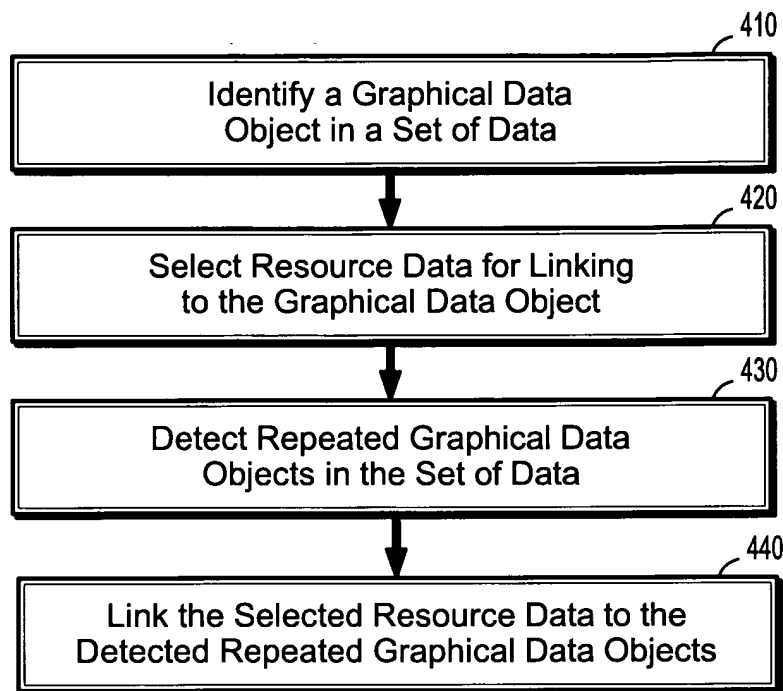 410
Identify a Graphical Data
Object in a Set of Data
420
Select Resource Data for Linking
to the Graphical Data Object
430
Detect Repeated Graphical Data
Objects in the Set of Data
440
Link the Selected Resource Data to the
Detected Repeated Graphical Data Objects